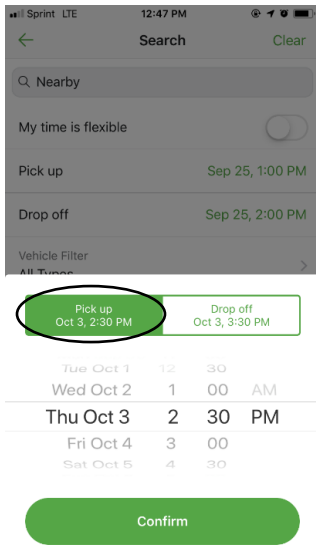 Sprint LTE 12:47 PM
Search Clear
Nearby
My time is flexible
Pick up Sep 25, 1:00 PM
Drop off Sep 25, 2:00 PM
Vehicle Filter
All Types
Pick up Drop off
Oct 3, 2:30 PM Oct 3, 3:30 PM
Tue Oct 1 12 30
Wed Oct 2 1 00 AM
Thu Oct 3 2 30 PM
Fri Oct 4 3 00
Sat Oct 5 4 30
Confirm